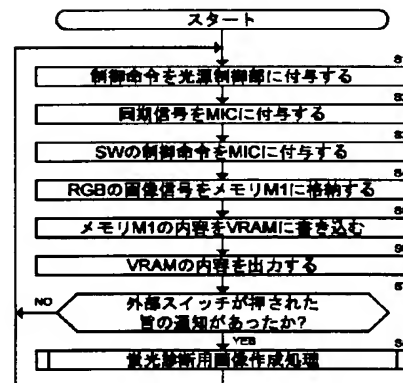 スタート
制御命令を光源制御部に付与する
同期信号をMICに付与する
SWの制御命令をMICに付与する
RGBの画像信号をメモリM1に格納する
メモリM1の内容をVRAMに書き込む
VRAMの内容を出力する
外部スイッチが押された
旨の通知があったか?
NO
YES
蛍光診断用画像作成処理